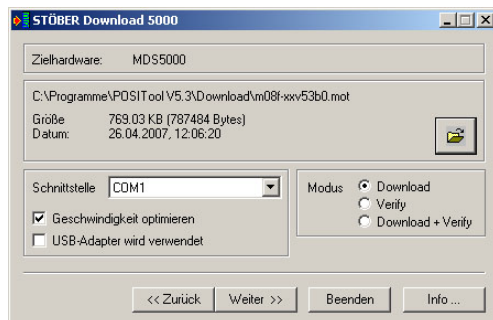 STÖBER Download 5000
Zielhardware: MDS5000
C:\Programme\POSITool V5.3\Download\m08f-xxv53b0.mot
Größe 769.03 KB (787484 Bytes)
Datum: 26.04.2007, 12:06:20
Schnittstelle COM1
Geschwindigkeit optimieren
USB-Adapter wird verwendet
Modus Download
Verify
Download + Verify
<< Zurück Weiter >> Beenden Info ...